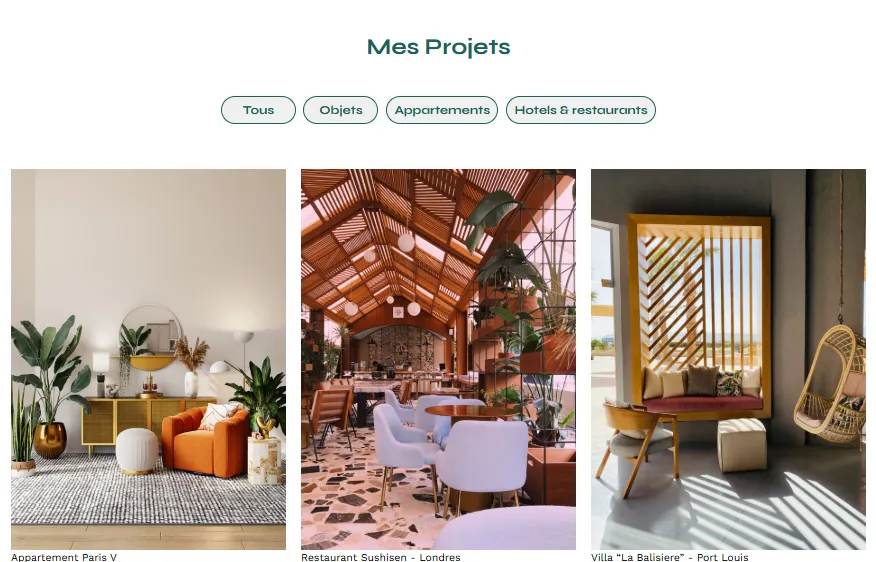 Mes Projets
Tous
Objets
Appartements
Hotels & restaurants
Appartement Paris V
Restaurant Sushisen - Londres
Villa “La Balisiere” - Port Louis